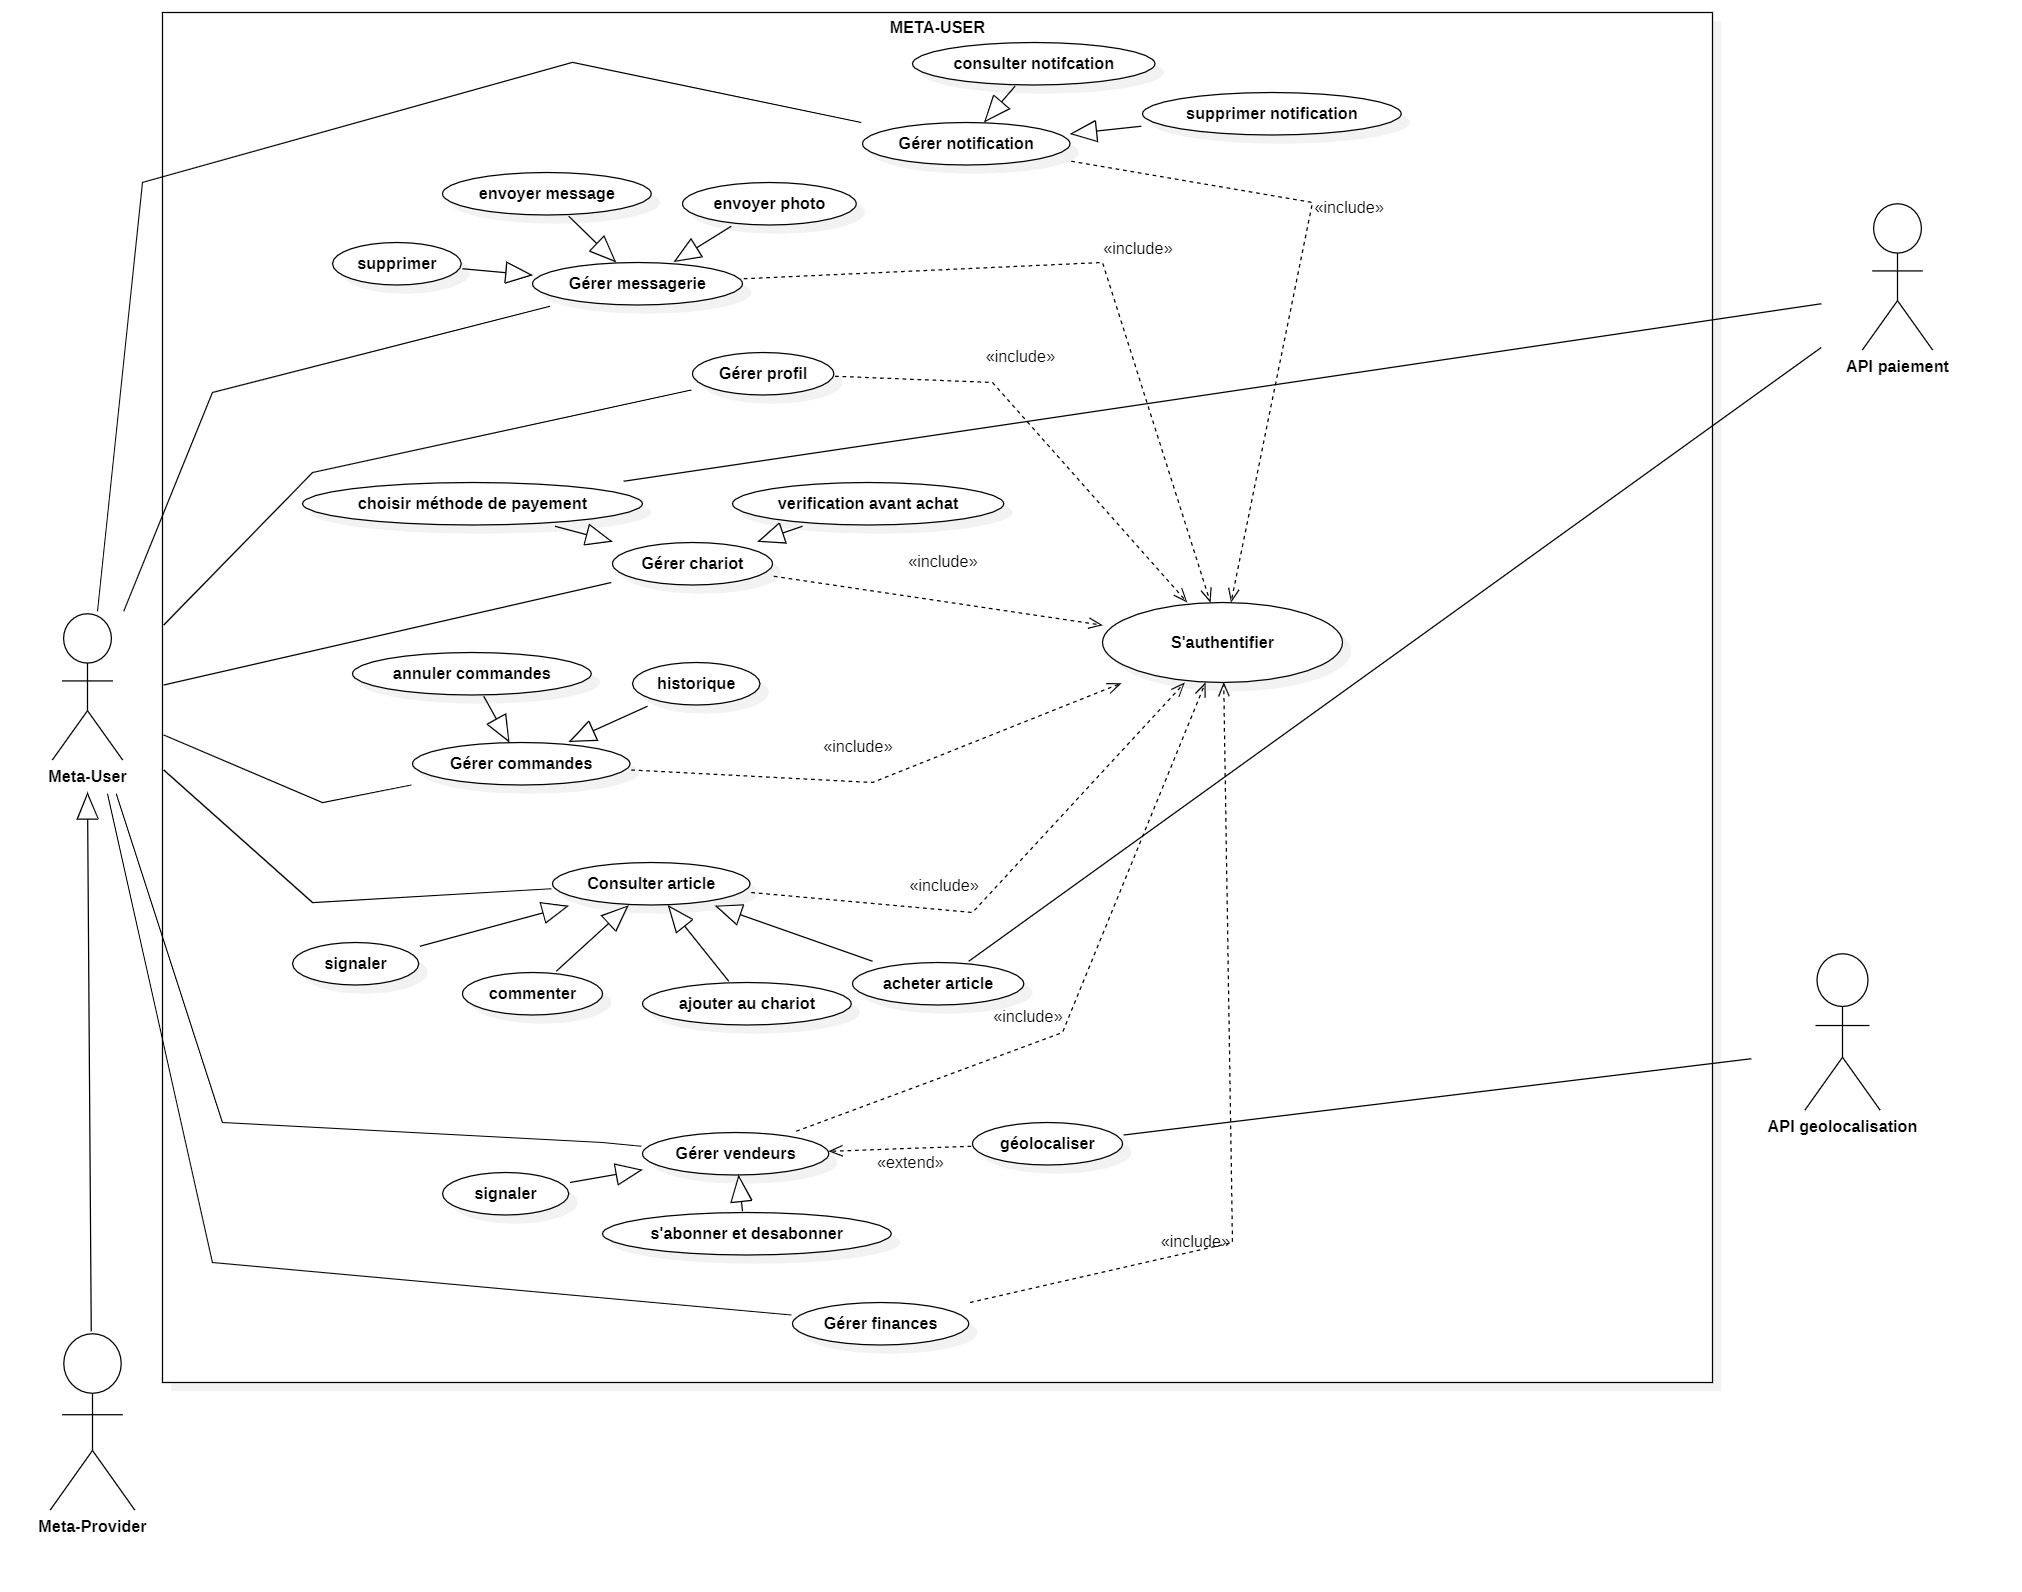 META-USER
consulter notifcation
supprimer notification
Gérer notification
envoyer message
envoyer photo
«include»
«include»
supprimer
Gérer messagerie
«include»
Gérer profil
API paiement
choisir méthode de payement
verification avant achat
Gérer chariot
«include»
S'authentifier
annuler commandes
historique
«include»
Gérer commandes
Meta-User
Consulter article
«include»
signaler
commenter
ajouter au chariot
acheter article
«include»
API geolocalisation
Gérer vendeurs
géolocaliser
«extend»
signaler
s'abonner et desabonner
«include»
Gérer finances
Meta-Provider